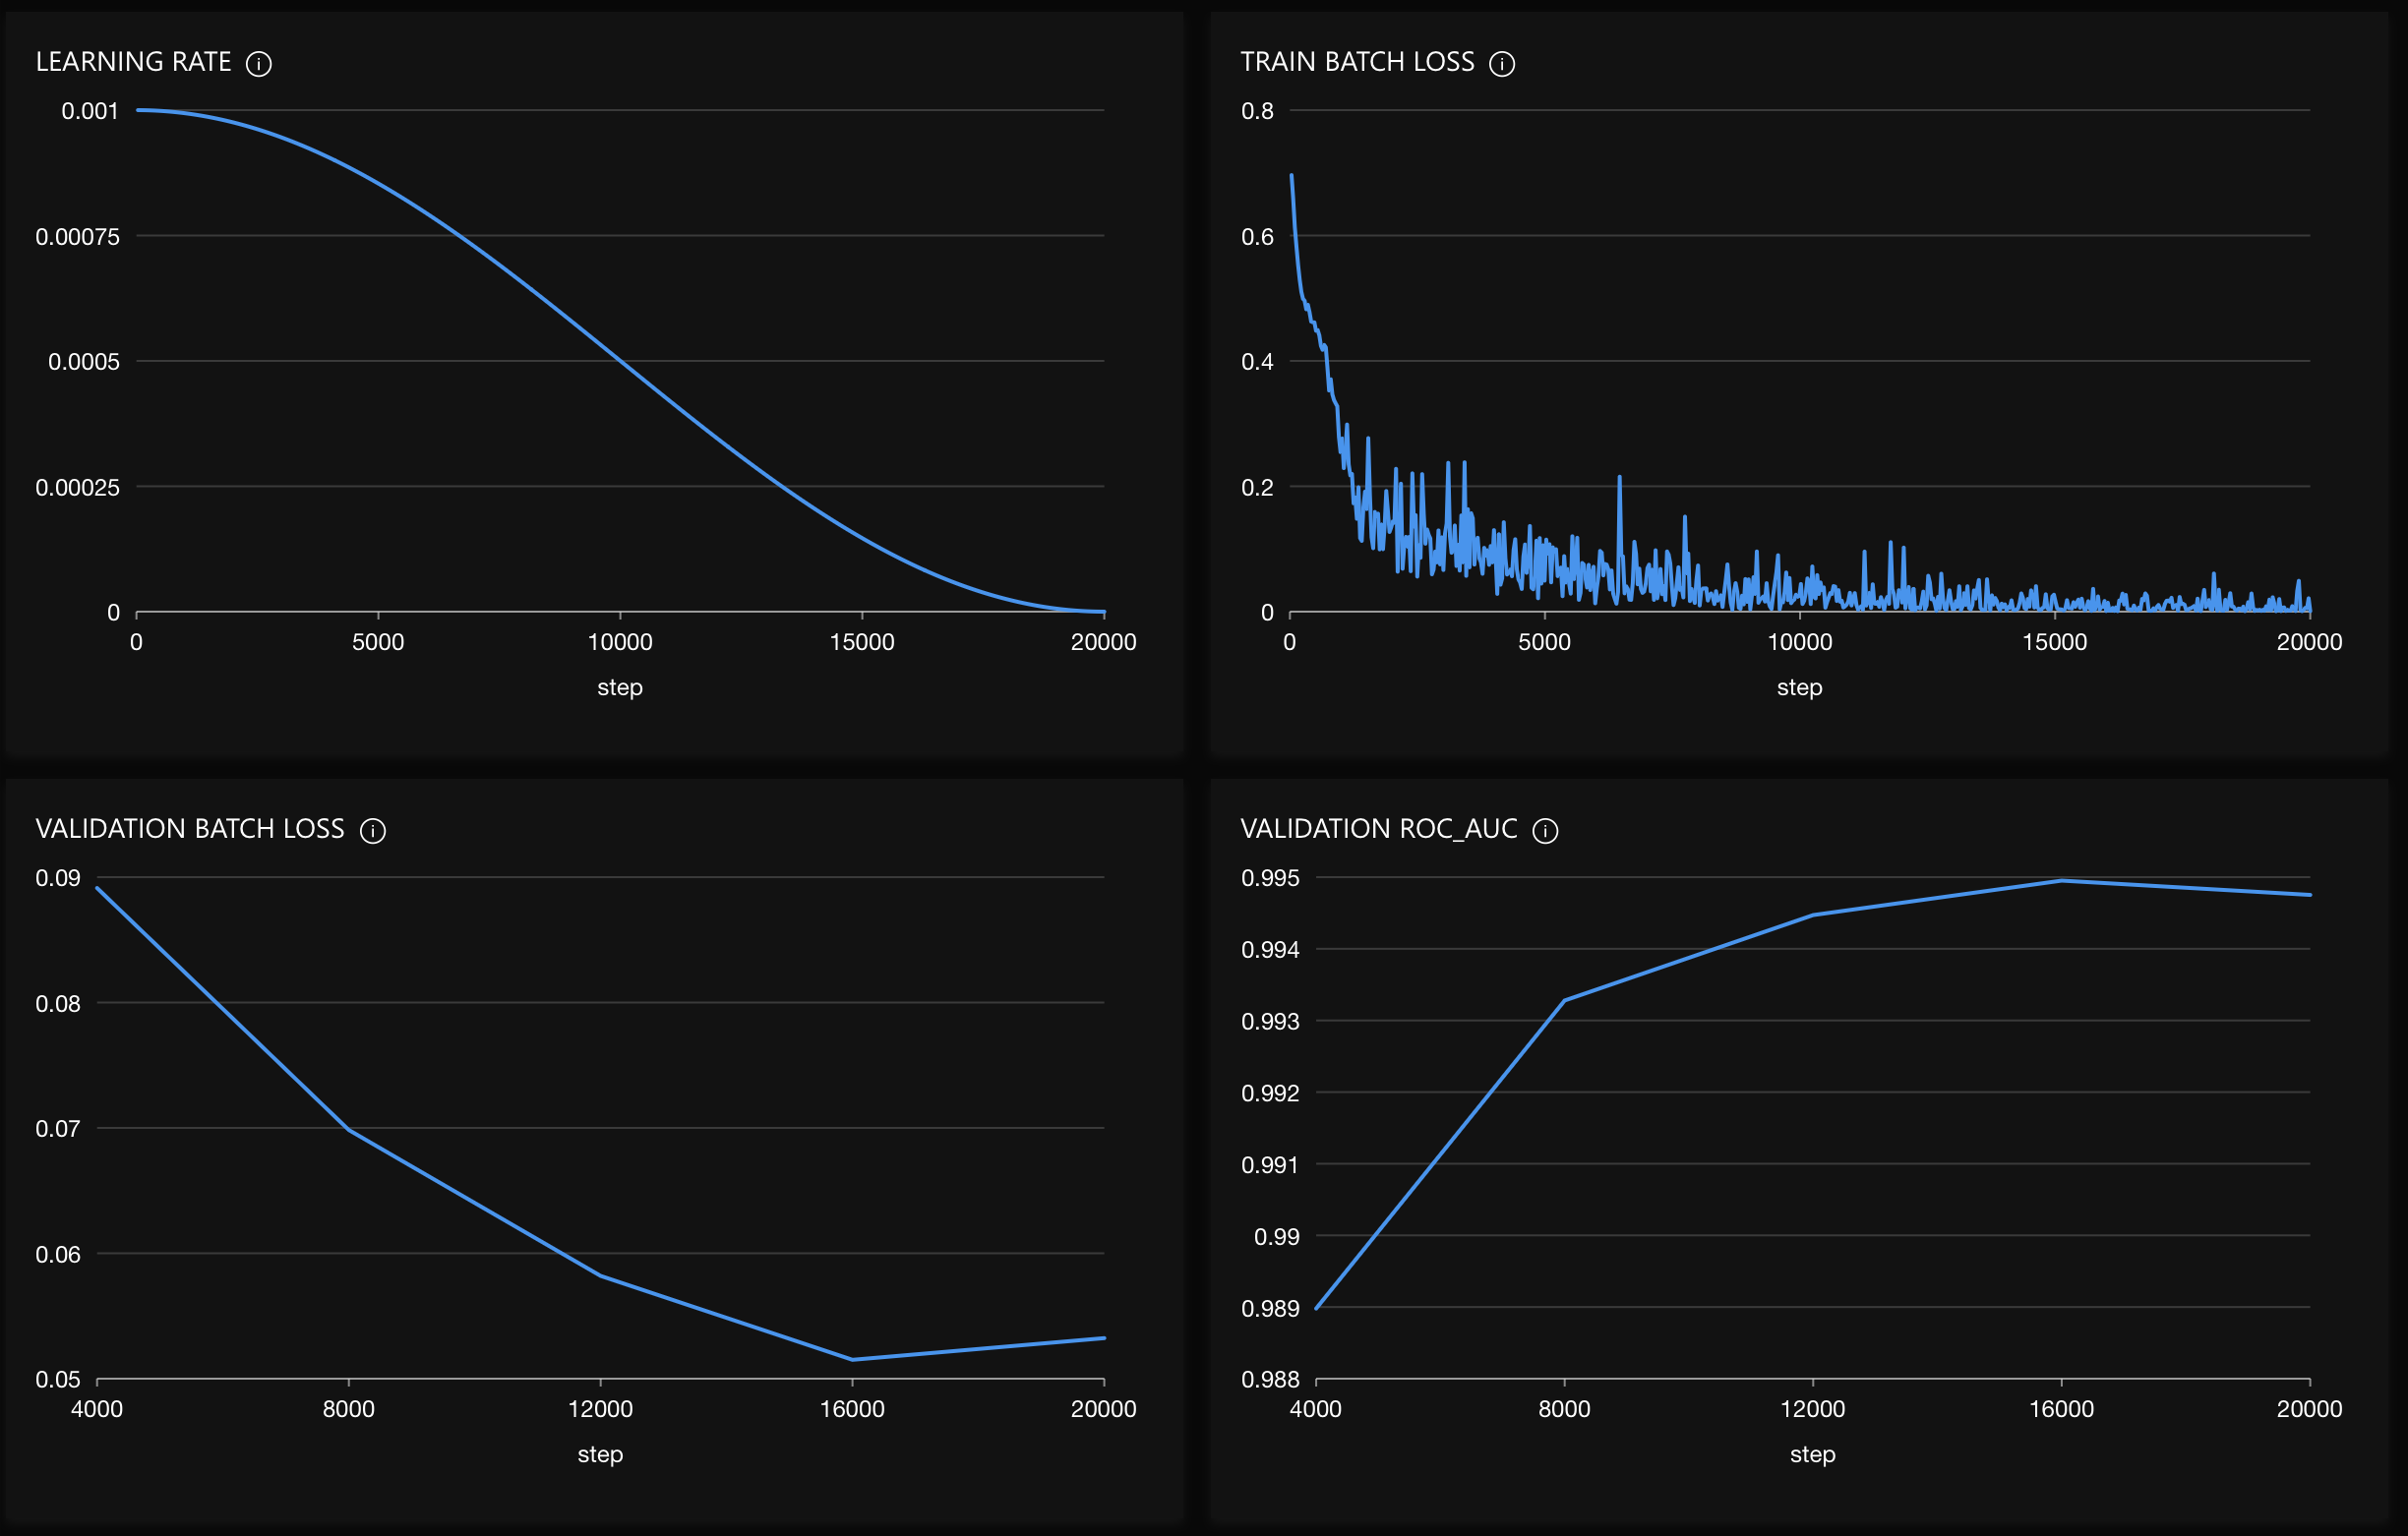 LEARNING RATE
0.001
0.00075
0.0005
0.00025
0
0 5000 10000 15000 20000
step
TRAIN BATCH LOSS
0.8
0.6
0.4
0.2
0
0 5000 10000 15000 20000
step
VALIDATION BATCH LOSS
0.09
0.08
0.07
0.06
0.05
4000 8000 12000 16000 20000
step
VALIDATION ROC_AUC
0.995
0.994
0.993
0.992
0.991
0.99
0.989
0.988
4000 8000 12000 16000 20000
step